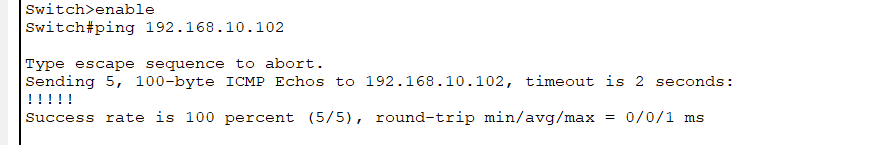 Switch>enable
Switch#ping 192.168.10.102
Type escape sequence to abort.
Sending 5, 100-byte ICMP Echos to 192.168.10.102, timeout is 2 seconds:
!!!!!
Success rate is 100 percent (5/5), round-trip min/avg/max = 0/0/1 ms